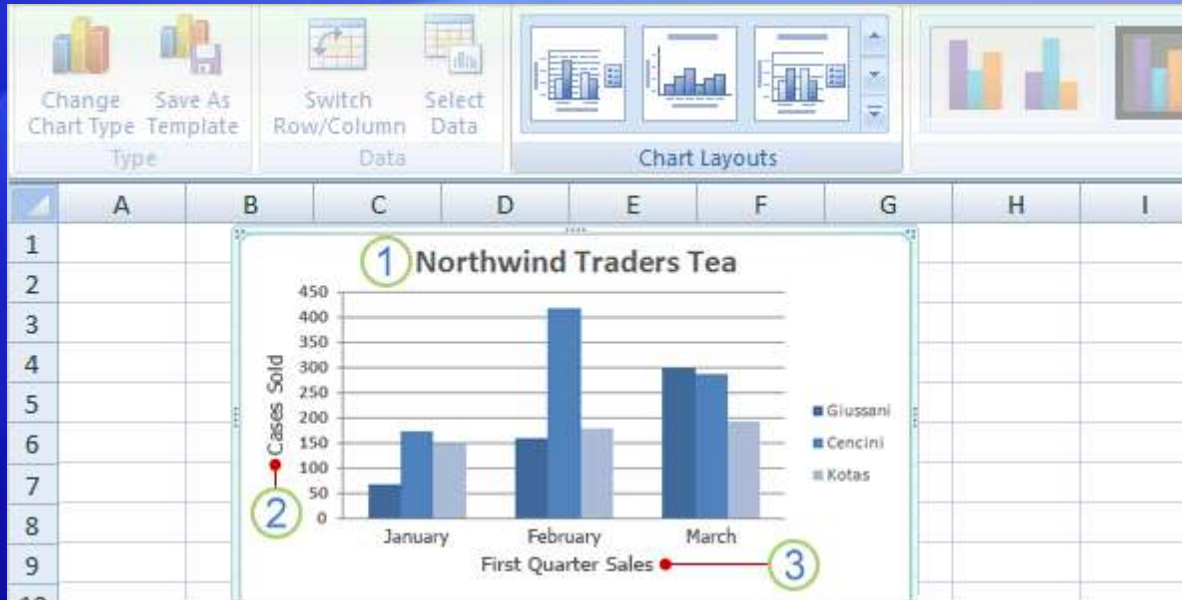 Change Chart Type
Save As Template
Switch Row/Column
Select Data
Type
Data
Chart Layouts
A B C D E F G H I
1
2
3
4
5
6
7
8
9
1 Northwind Traders Tea
450
400
350
300
250
200
150
100
50
0
Cases Sold
2
January February March
First Quarter Sales
3
Giussani
Cencini
Kotas